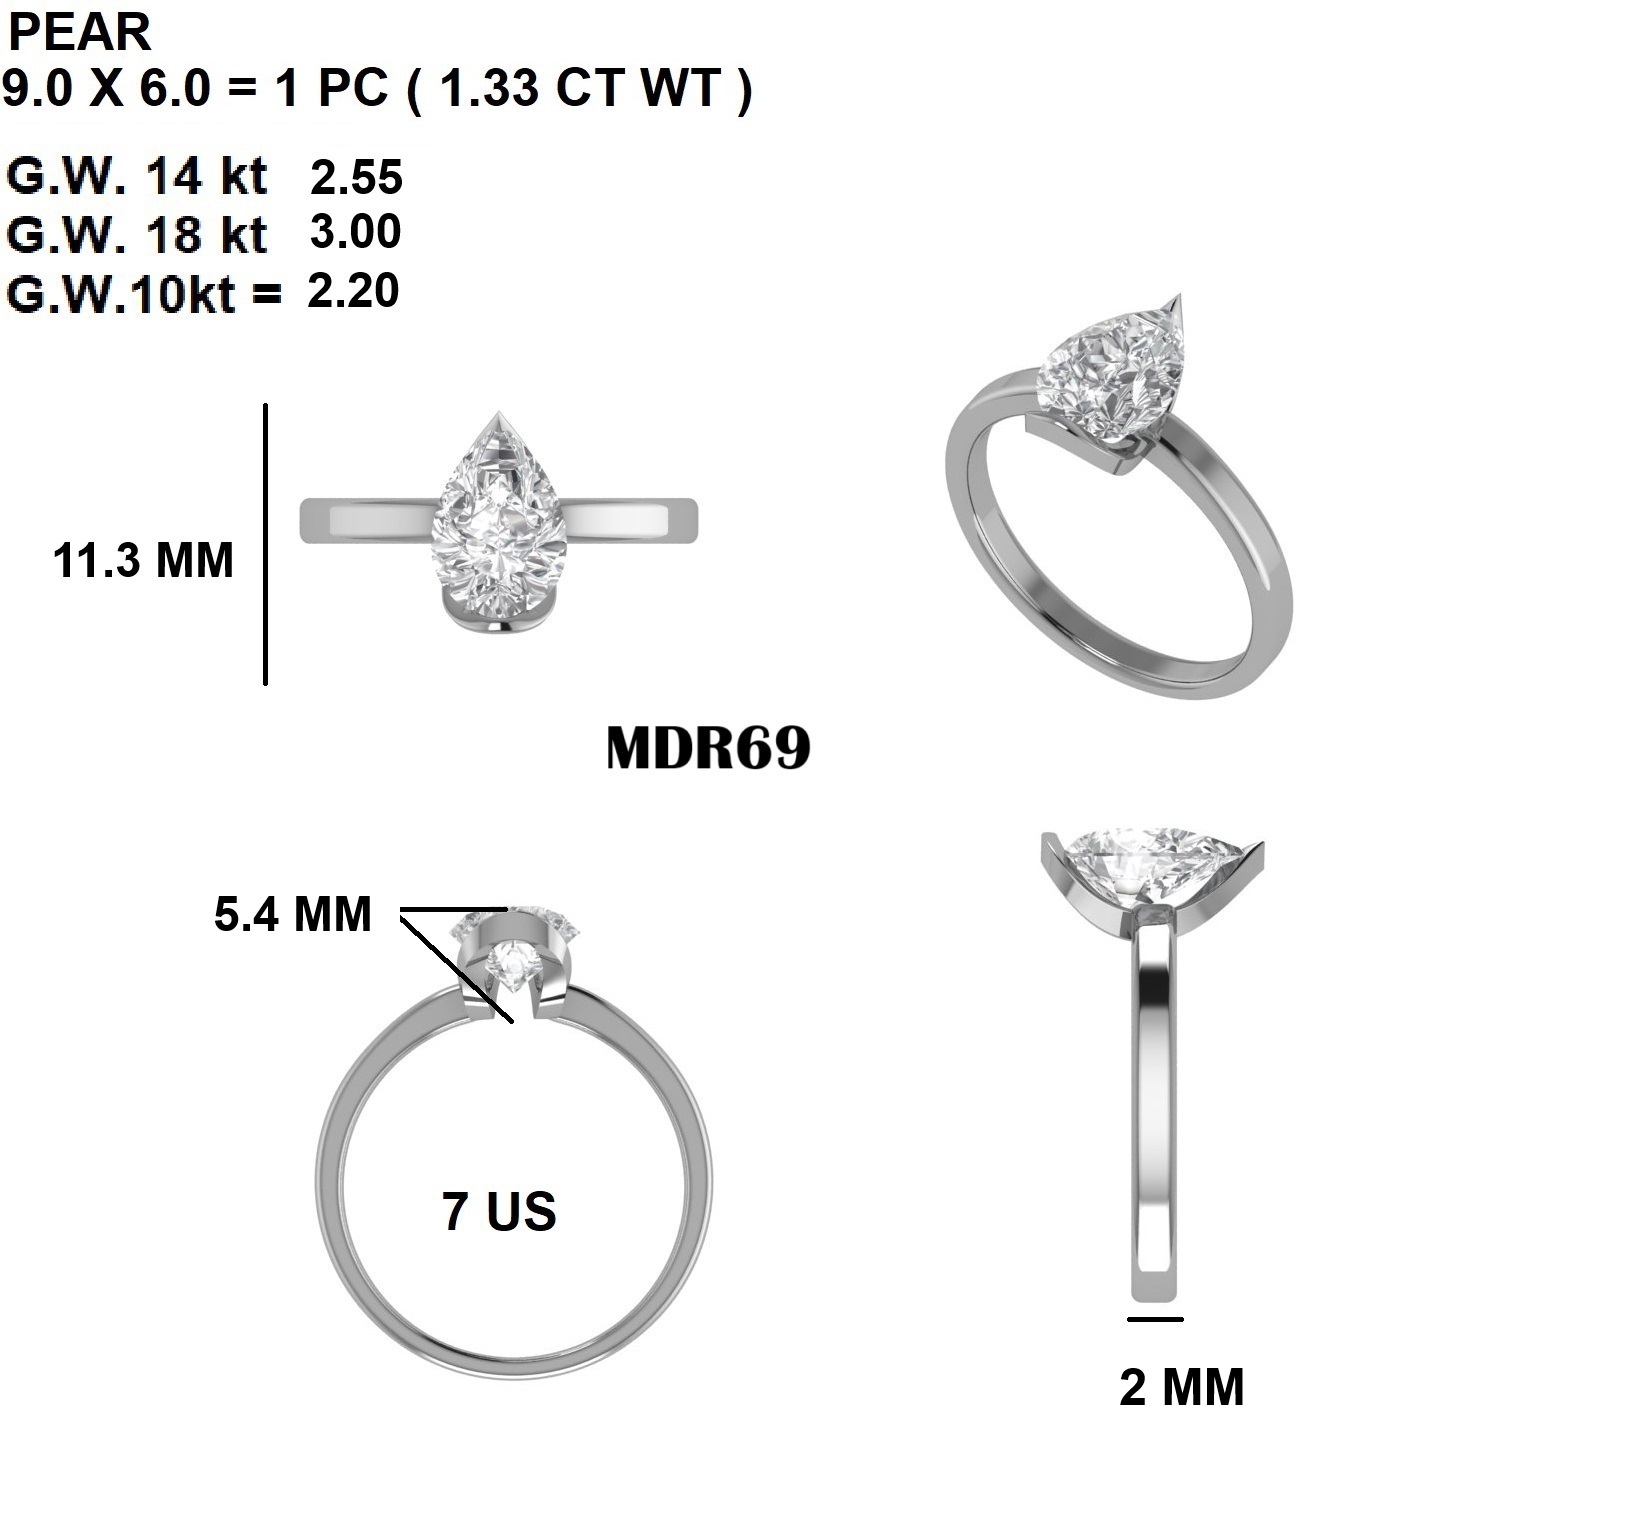 PEAR
9.0 X 6.0 = 1 PC ( 1.33 CT WT )
G.W. 14 kt 2.55
G.W. 18 kt 3.00
G.W.10kt = 2.20
11.3 MM
MDR69
5.4 MM
7 US
2 MM